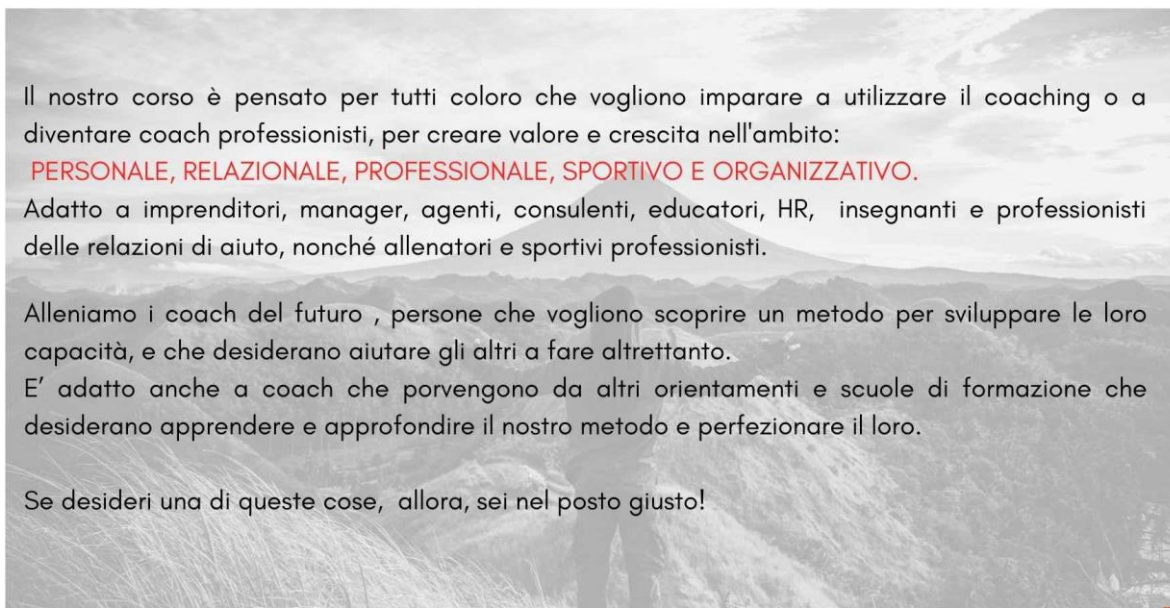 Il nostro corso è pensato per tutti coloro che vogliono imparare a utilizzare il coaching o a
diventare coach professionisti, per creare valore e crescita nell'ambito:
PERSONALE, RELAZIONALE, PROFESSIONALE, SPORTIVO E ORGANIZZATIVO.
Adatto a imprenditori, manager, agenti, consulenti, educatori, HR, insegnanti e professionisti
delle relazioni di aiuto, nonché allenatori e sportivi professionisti.
Alleniamo i coach del futuro , persone che vogliono scoprire un metodo per sviluppare le loro
capacità, e che desiderano aiutare gli altri a fare altrettanto.
E' adatto anche a coach che porvengono da altri orientamenti e scuole di formazione che
desiderano apprendere e approfondire il nostro metodo e perfezionare il loro.
Se desideri una di queste cose, allora, sei nel posto giusto!